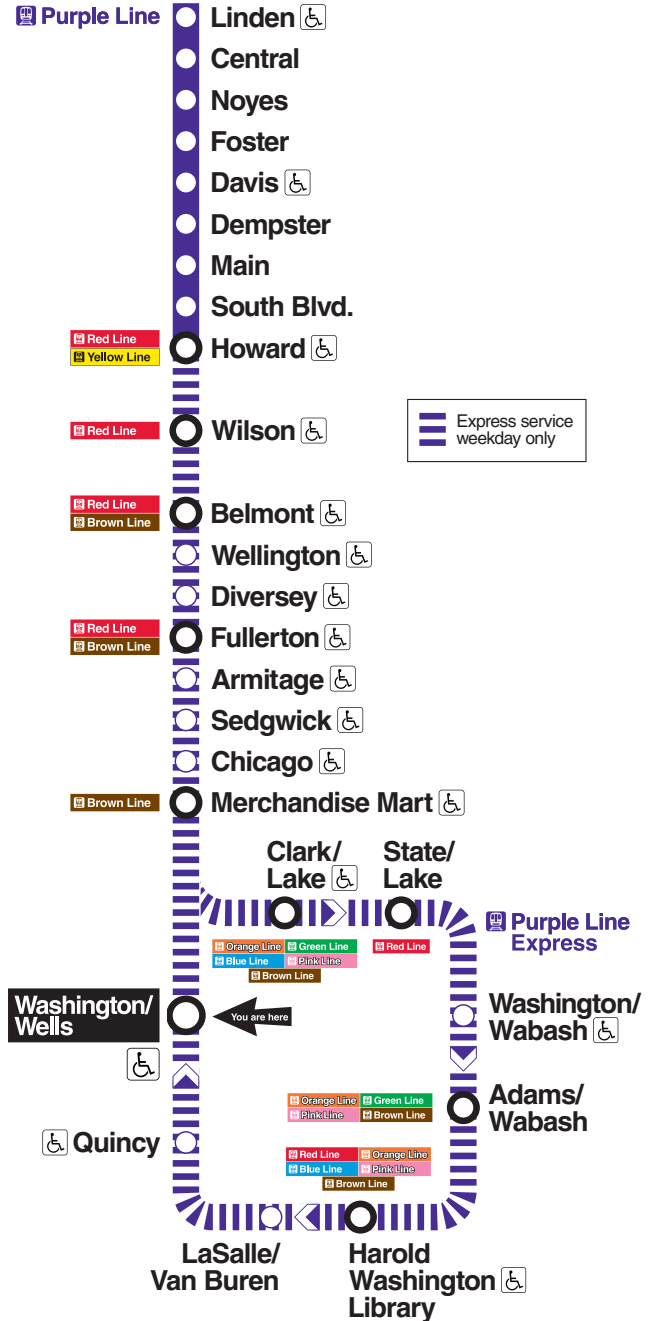 Purple Line
Linden
Central
Noyes
Foster
Davis
Dempster
Main
South Blvd.
Red Line
Yellow Line
Howard
Red Line
Wilson
Express service
weekday only
Red Line
Brown Line
Belmont
Wellington
Diversey
Red Line
Brown Line
Fullerton
Armitage
Sedgwick
Chicago
Brown Line
Merchandise Mart
Clark/
Lake
State/
Lake
Orange Line
Green Line
Blue Line
Pink Line
Brown Line
Red Line
Purple Line
Express
Washington/
Wells
You are here
Washington/
Wabash
Orange Line
Green Line
Pink Line
Brown Line
Adams/
Wabash
Quincy
Red Line
Orange Line
Blue Line
Pink Line
Brown Line
LaSalle/
Van Buren
Harold
Washington
Library